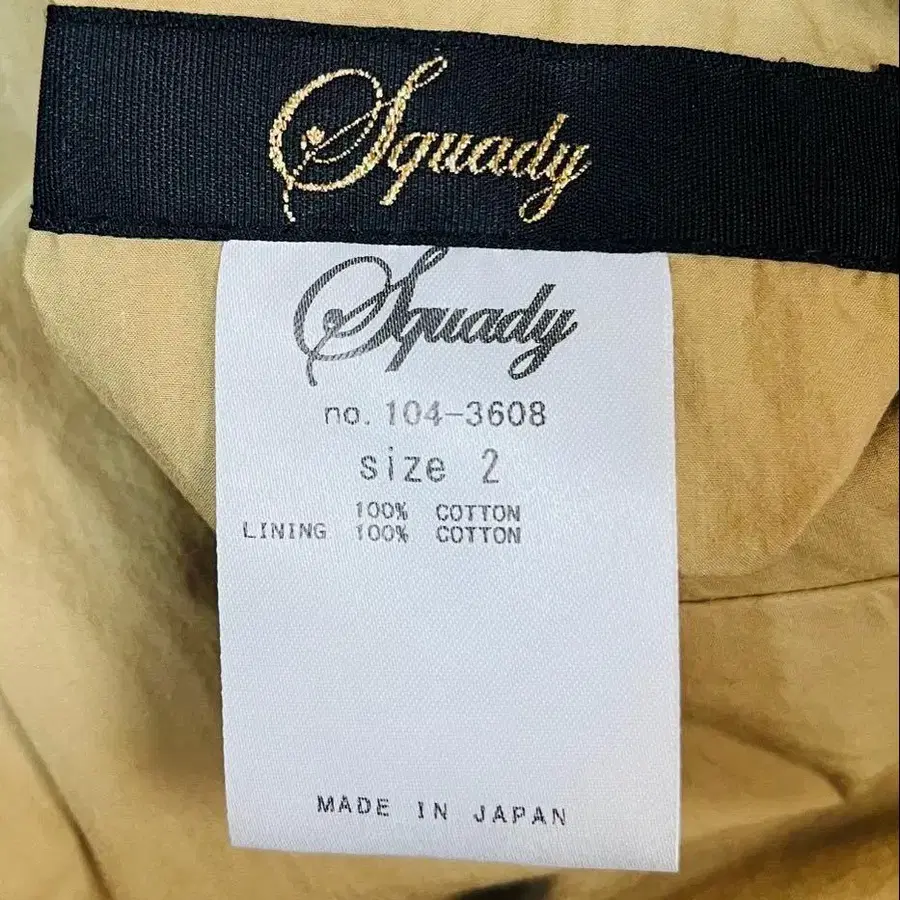 Squady
Squady
no. 104-3608
size 2
100% COTTON
LINING 100% COTTON
MADE IN JAPAN